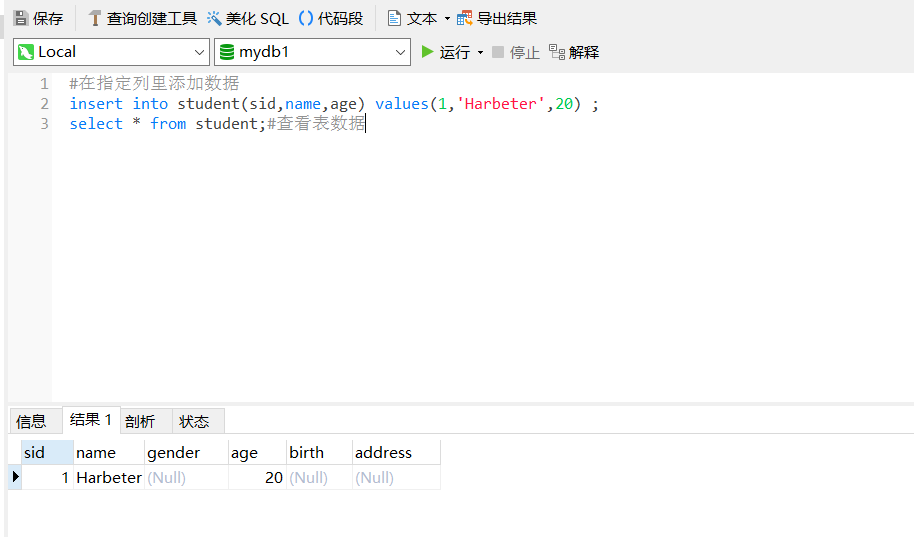 保存 查询创建工具 美化 SQL () 代码段 文本 导出结果
Local mydb1 运行 停止 解释
1 #在指定列里添加数据
2 insert into student(sid,name,age) values(1,'Harbeter',20) ;
3 select * from student;#查看表数据
信息 结果 1 剖析 状态
sid name gender age birth address
1 Harbeter (Null) 20 (Null) (Null)